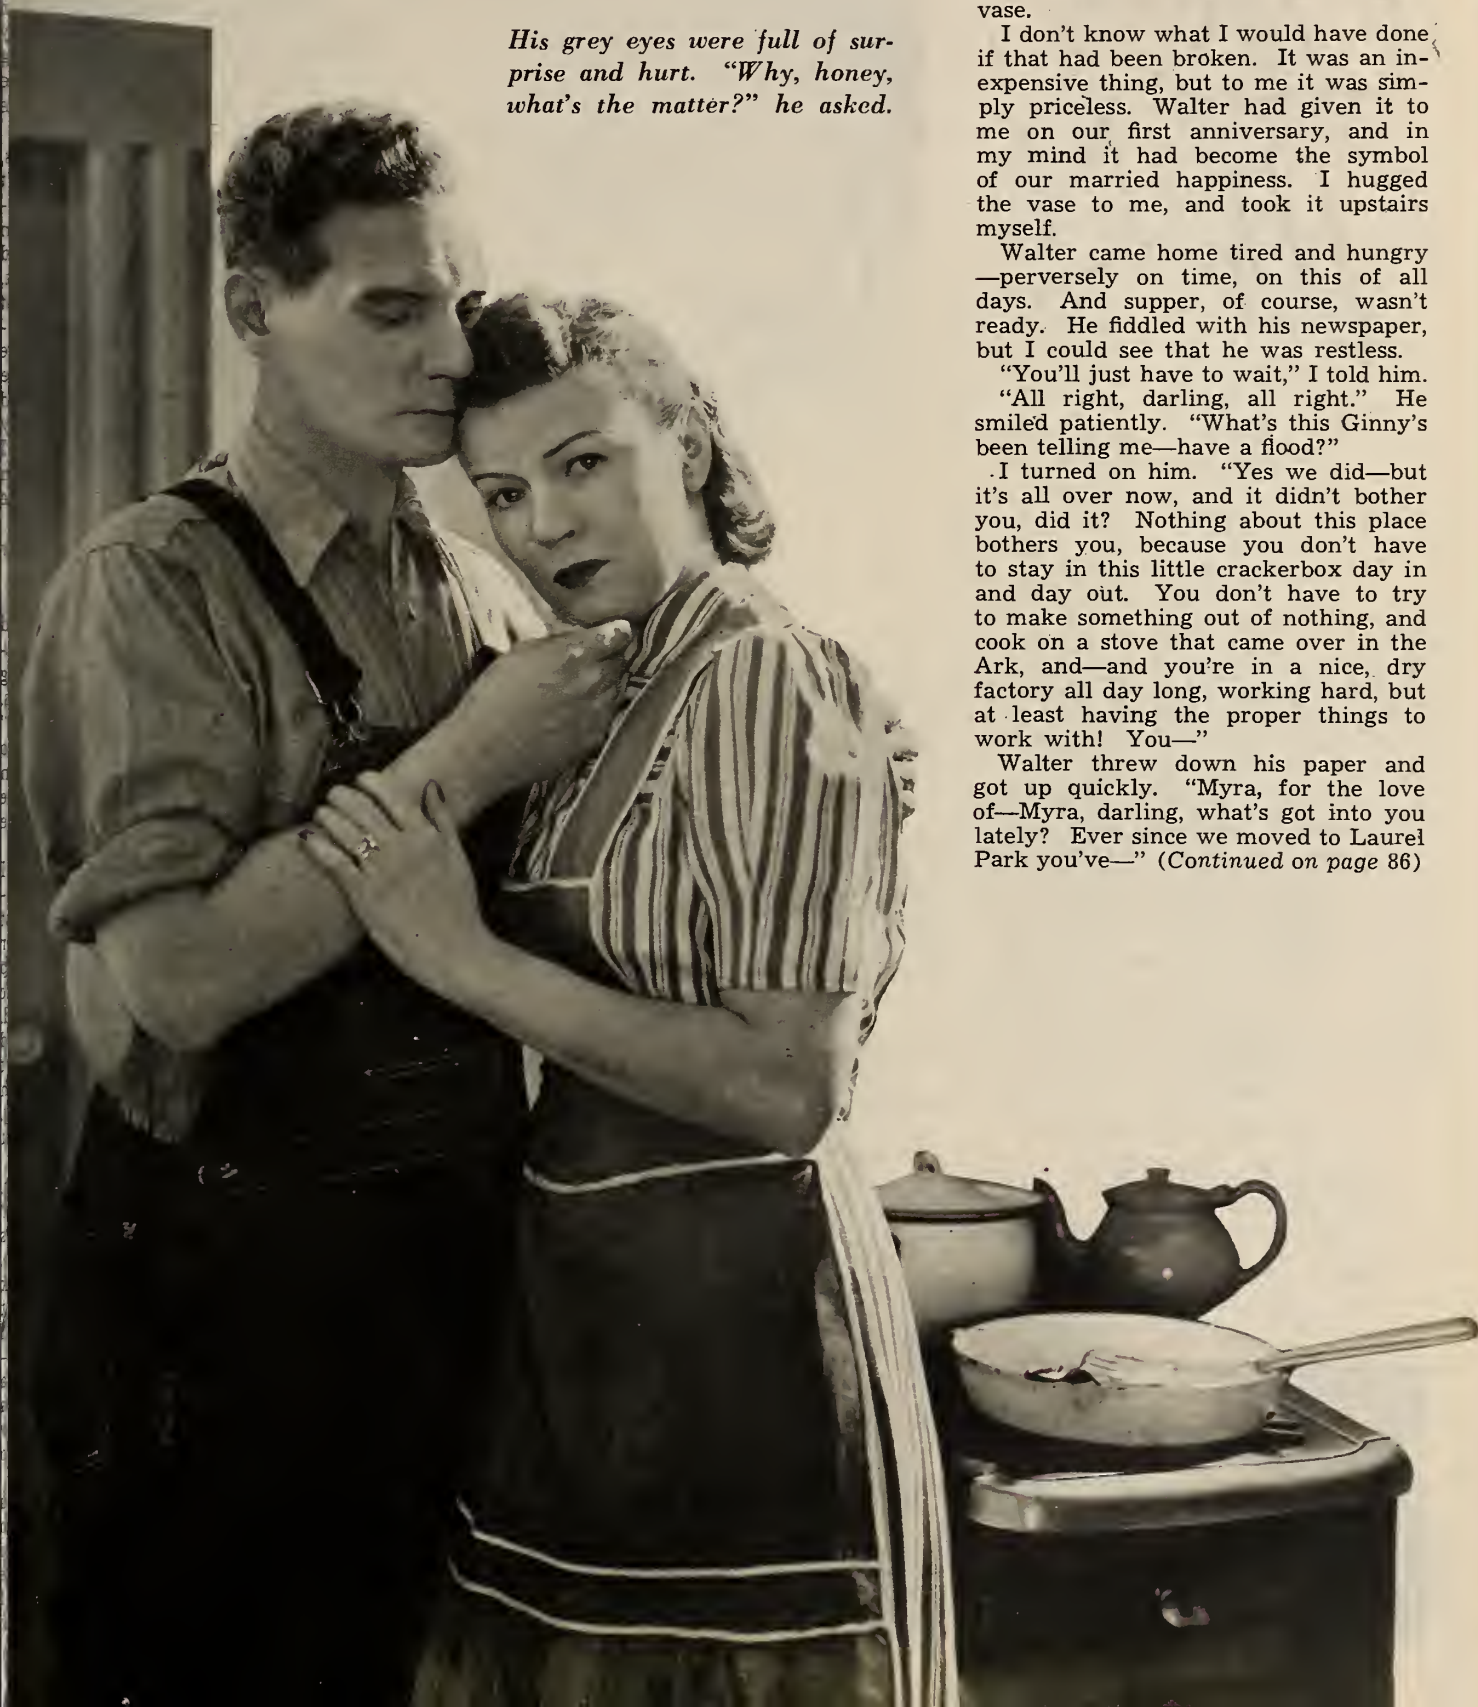 His grey eyes were full of sur-
prise and hurt. “Why, honey,
what's the matter?” he asked.
vase.
I don't know what I would have done
if that had been broken. It was an in-
expensive thing, but to me it was sim-
ply priceless. Walter had given it to
me on our first anniversary, and in
my mind it had become the symbol
of our married happiness. I hugged
the vase to me, and took it upstairs
myself.
Walter came home tired and hungry
—perversely on time, on this of all
days. And supper, of course, wasn't
ready. He fiddled with his newspaper,
but I could see that he was restless.
“You'll just have to wait,” I told him.
“All right, darling, all right.” He
smiled patiently. “What's this Ginny's
been telling me—have a flood?”
I turned on him. “Yes we did—but
it's all over now, and it didn't bother
you, did it? Nothing about this place
bothers you, because you don't have
to stay in this little crackerbox day in
and day out. You don't have to try
to make something out of nothing, and
cook on a stove that came over in the
Ark, and—and you're in a nice, dry
factory all day long, working hard, but
at least having the proper things to
work with! You—”
Walter threw down his paper and
got up quickly. “Myra, for the love
of—Myra, darling, what's got into you
lately? Ever since we moved to Laurel
Park you've—” (Continued on page 86)